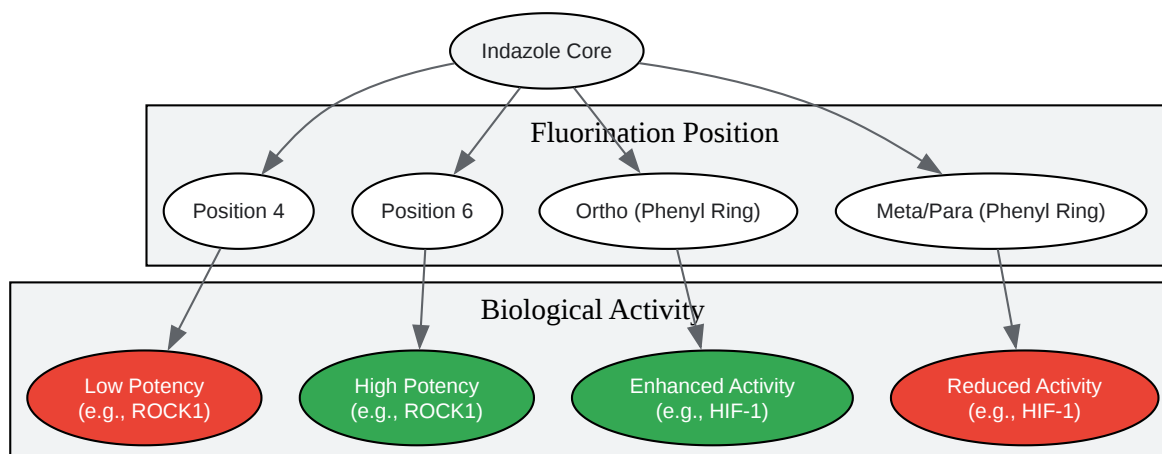 Indazole Core
Fluorination Position
Position 4
Position 6
Ortho (Phenyl Ring)
Meta/Para (Phenyl Ring)
Biological Activity
Low Potency
(e.g., ROCK1)
High Potency
(e.g., ROCK1)
Enhanced Activity
(e.g., HIF-1)
Reduced Activity
(e.g., HIF-1)